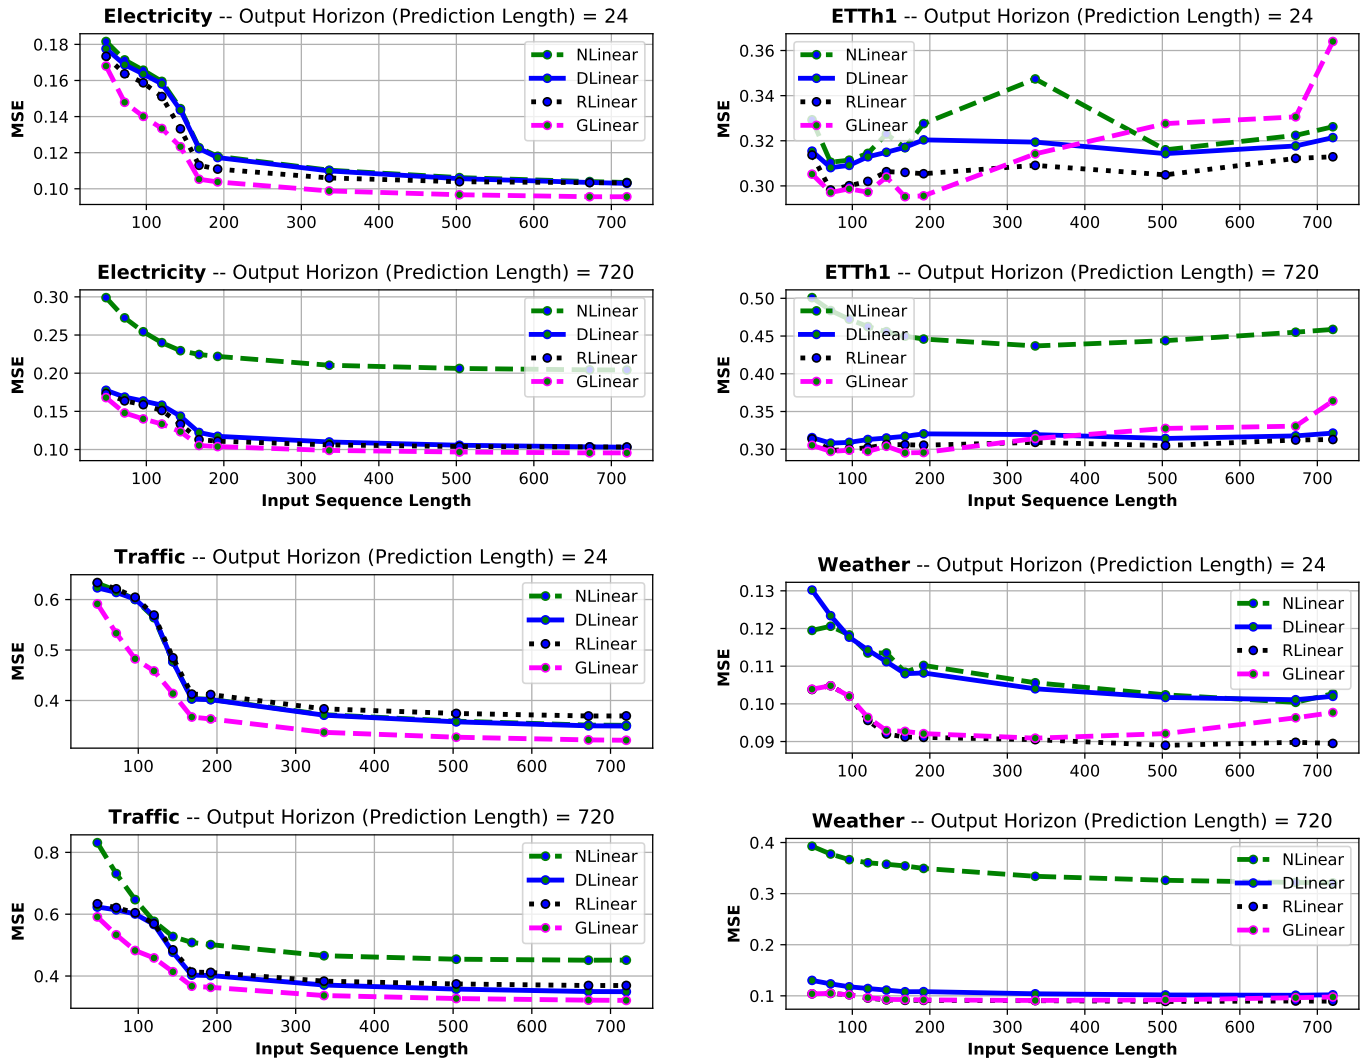 Electricity -- Output Horizon (Prediction Length) = 24
MSE
0.18
0.16
0.14
0.12
0.10
100 200 300 400 500 600 700
NLinear
DLinear
RLinear
GLinear
ETTh1 -- Output Horizon (Prediction Length) = 24
MSE
0.36
0.34
0.32
0.30
100 200 300 400 500 600 700
NLinear
DLinear
RLinear
GLinear
Electricity -- Output Horizon (Prediction Length) = 720
MSE
0.30
0.25
0.20
0.15
0.10
100 200 300 400 500 600 700
Input Sequence Length
NLinear
DLinear
RLinear
GLinear
ETTh1 -- Output Horizon (Prediction Length) = 720
MSE
0.50
0.45
0.40
0.35
0.30
100 200 300 400 500 600 700
Input Sequence Length
NLinear
DLinear
RLinear
GLinear
Traffic -- Output Horizon (Prediction Length) = 24
MSE
0.6
0.5
0.4
100 200 300 400 500 600 700
NLinear
DLinear
RLinear
GLinear
Weather -- Output Horizon (Prediction Length) = 24
MSE
0.13
0.12
0.11
0.10
0.09
100 200 300 400 500 600 700
NLinear
DLinear
RLinear
GLinear
Traffic -- Output Horizon (Prediction Length) = 720
MSE
0.8
0.6
0.4
100 200 300 400 500 600 700
Input Sequence Length
NLinear
DLinear
RLinear
GLinear
Weather -- Output Horizon (Prediction Length) = 720
MSE
0.4
0.3
0.2
0.1
100 200 300 400 500 600 700
Input Sequence Length
NLinear
DLinear
RLinear
GLinear